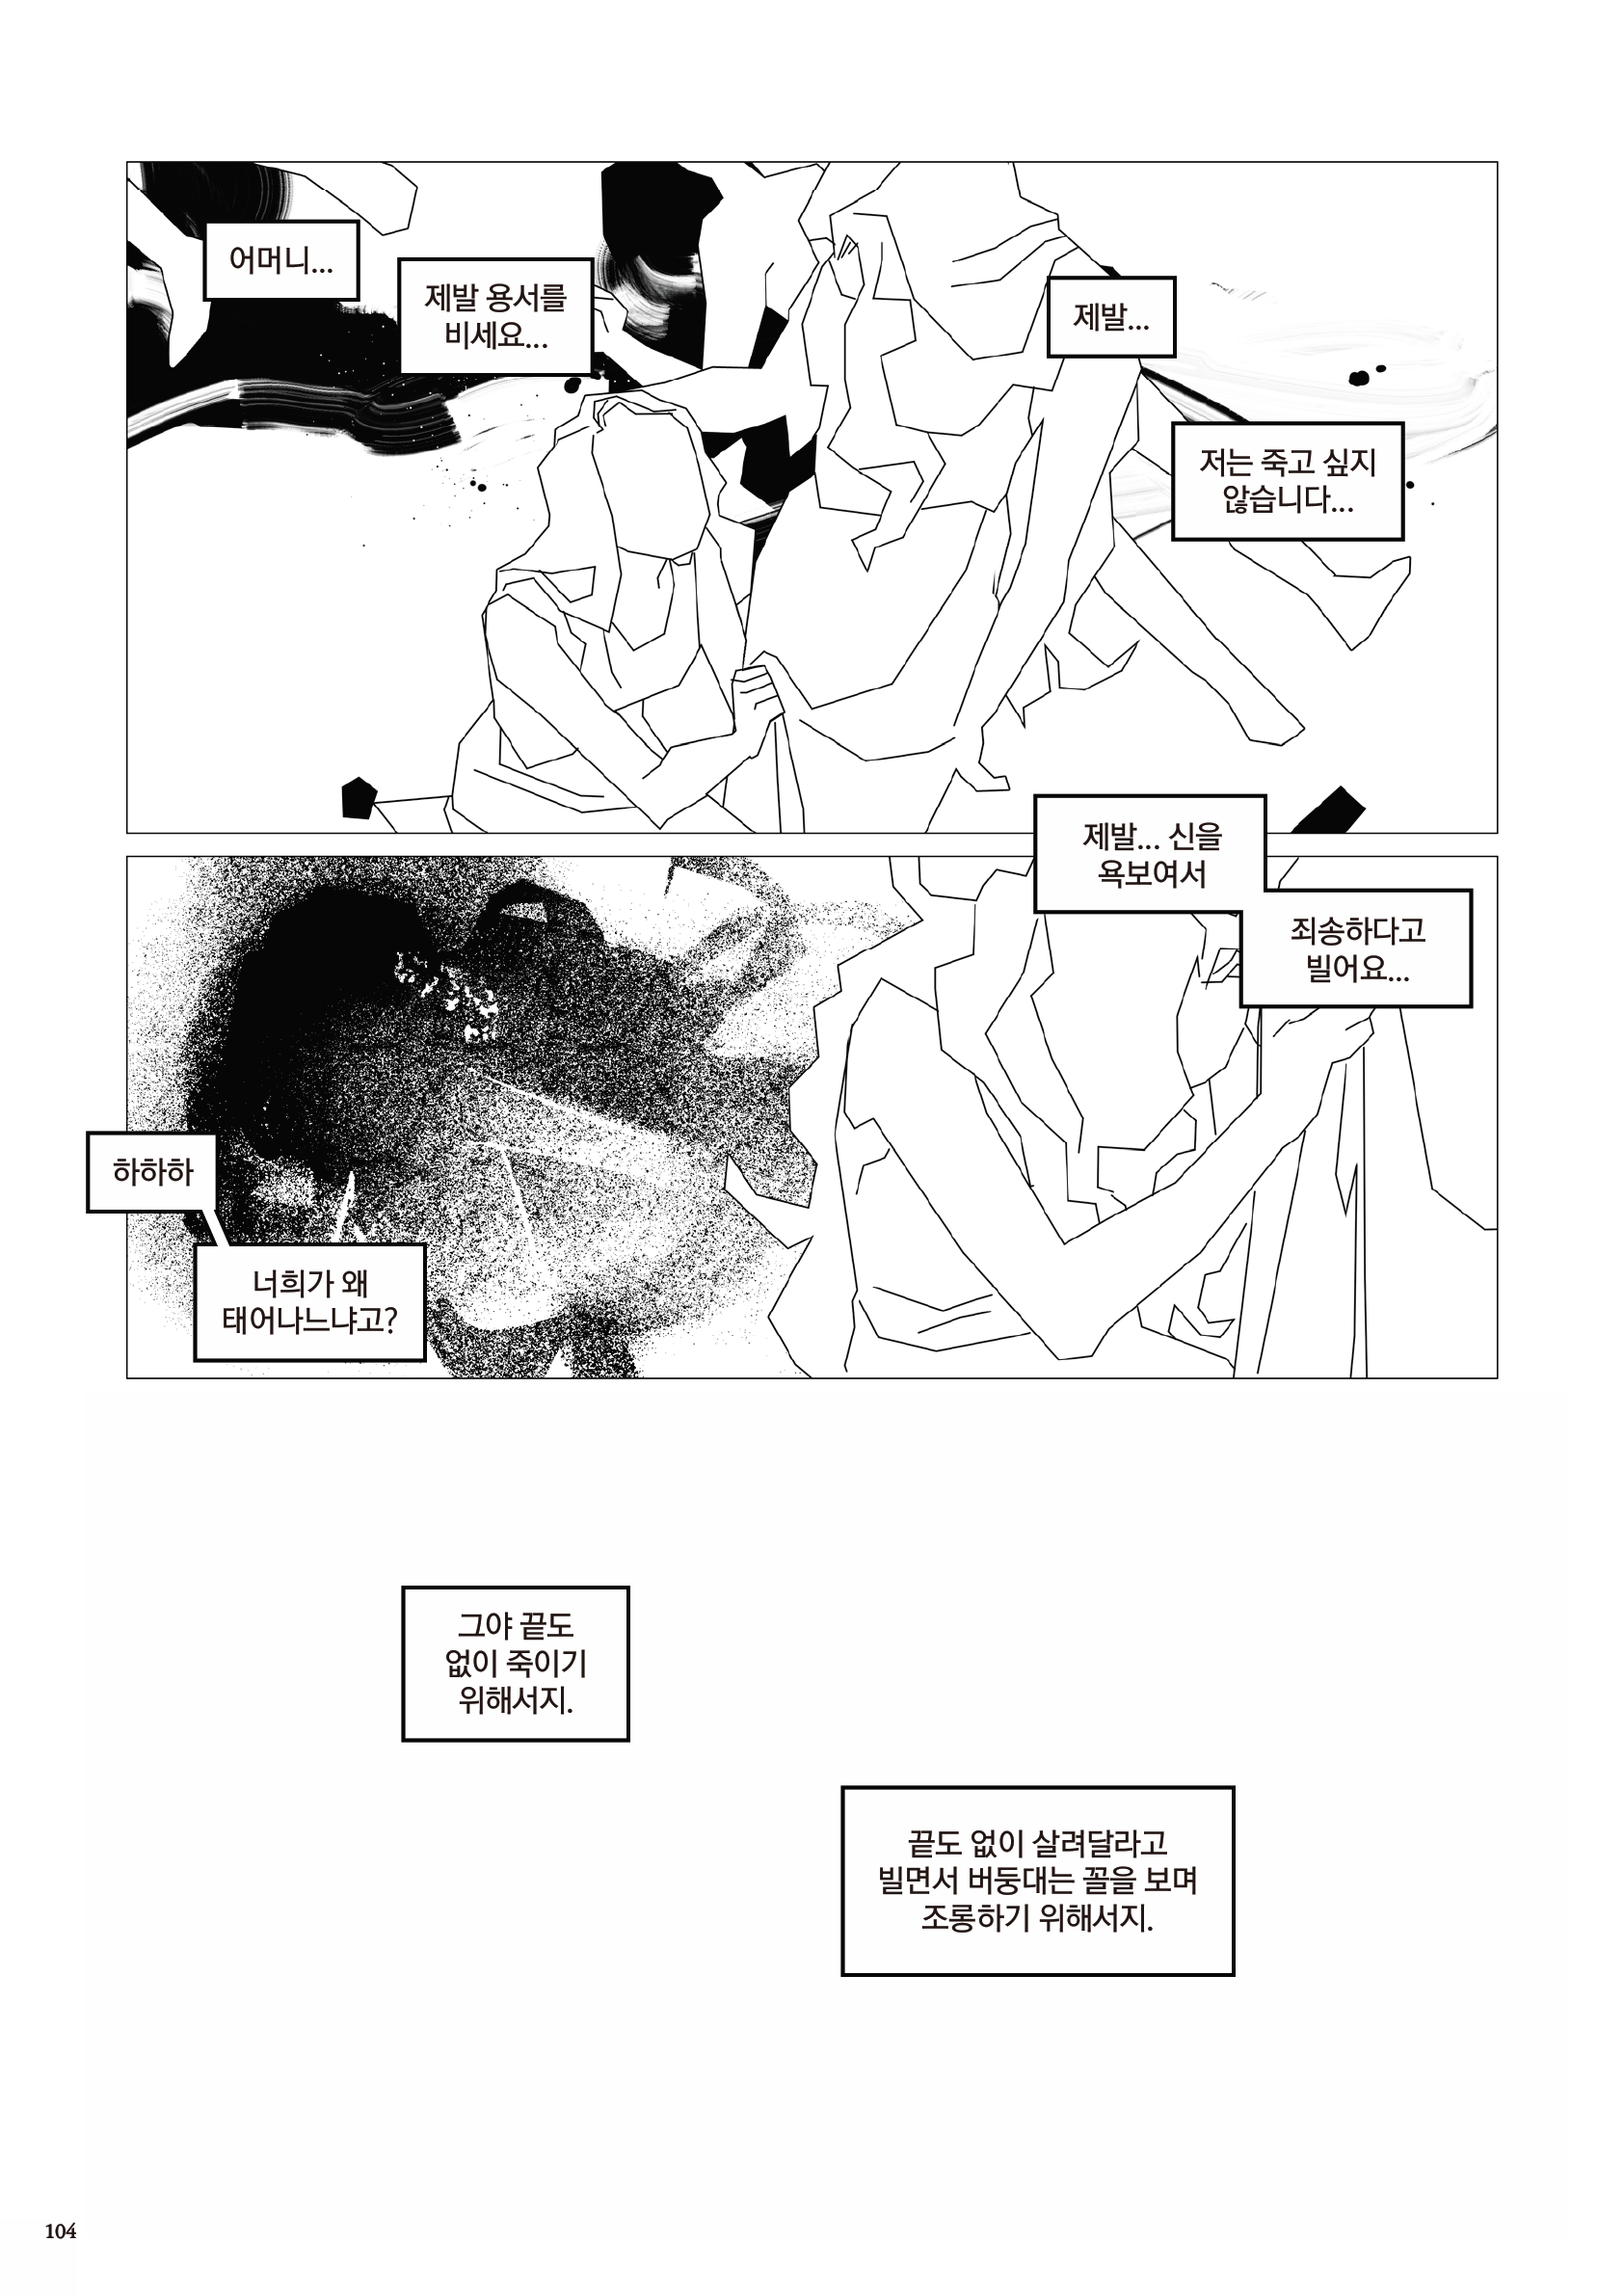 어머니...
제발 용서를
비세요...
제발...
저는 죽고 싶지
않습니다...
제발... 신을
욕보여서
죄송하다고
빌어요...
하하하
너희가 왜
태어나느냐고?
그야 끝도
없이 죽이기
위해서지.
끝도 없이 살려달라고
빌면서 버둥대는 꼴을 보며
조롱하기 위해서지.
104